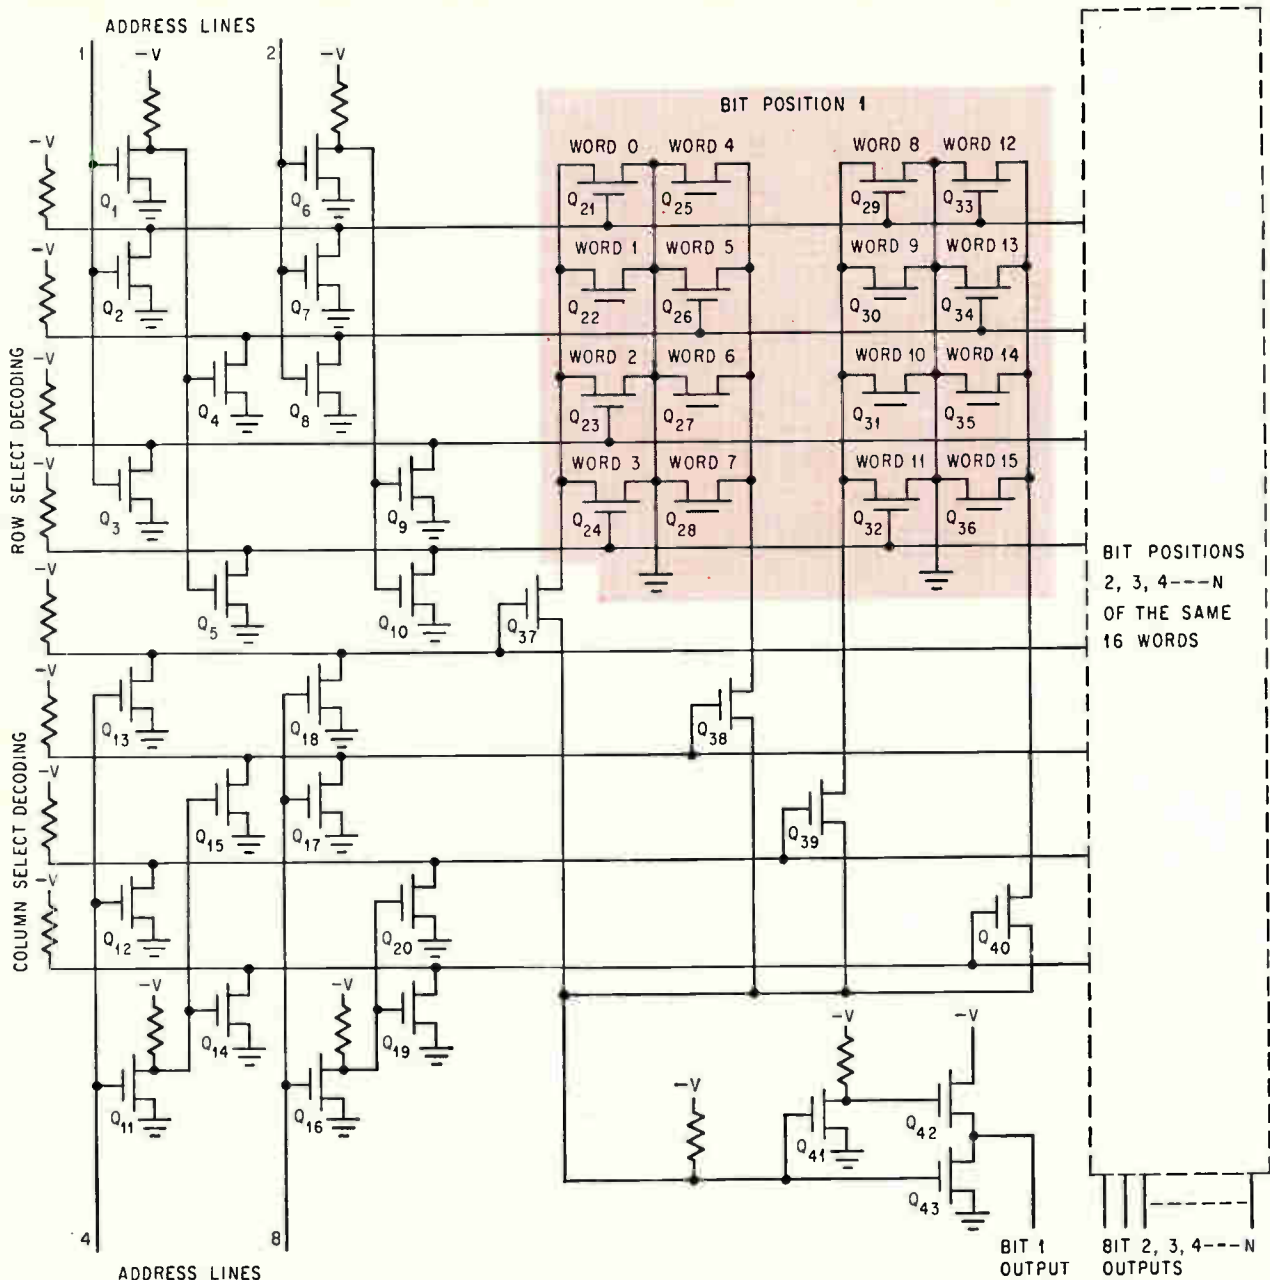 ADDRESS LINES
1
2
-V
-V
BIT POSITION 1
-V
WORD 0 WORD 4 WORD 8 WORD 12
Q1 Q6 Q21 Q25 Q29 Q33
-V
WORD 1 WORD 5 WORD 9 WORD 13
Q2 Q7 Q22 Q26 Q30 Q34
-V
WORD 2 WORD 6 WORD 10 WORD 14
Q4 Q8 Q23 Q27 Q31 Q35
-V
WORD 3 WORD 7 WORD 11 WORD 15
Q3 Q9 Q24 Q28 Q32 Q36
ROW SELECT DECODING
-V
Q5 Q10 Q37
BIT POSITIONS
2, 3, 4---N
OF THE SAME
16 WORDS
-V
Q13 Q18 Q38
-V
Q15 Q17 Q39
-V
Q12 Q20 Q40
COLUMN SELECT DECODING
-V -V -V -V
Q14 Q19
-V
Q11 Q16 Q41 Q42
Q43
4
8
ADDRESS LINES
BIT 1
OUTPUT
BIT 2, 3, 4---N
OUTPUTS